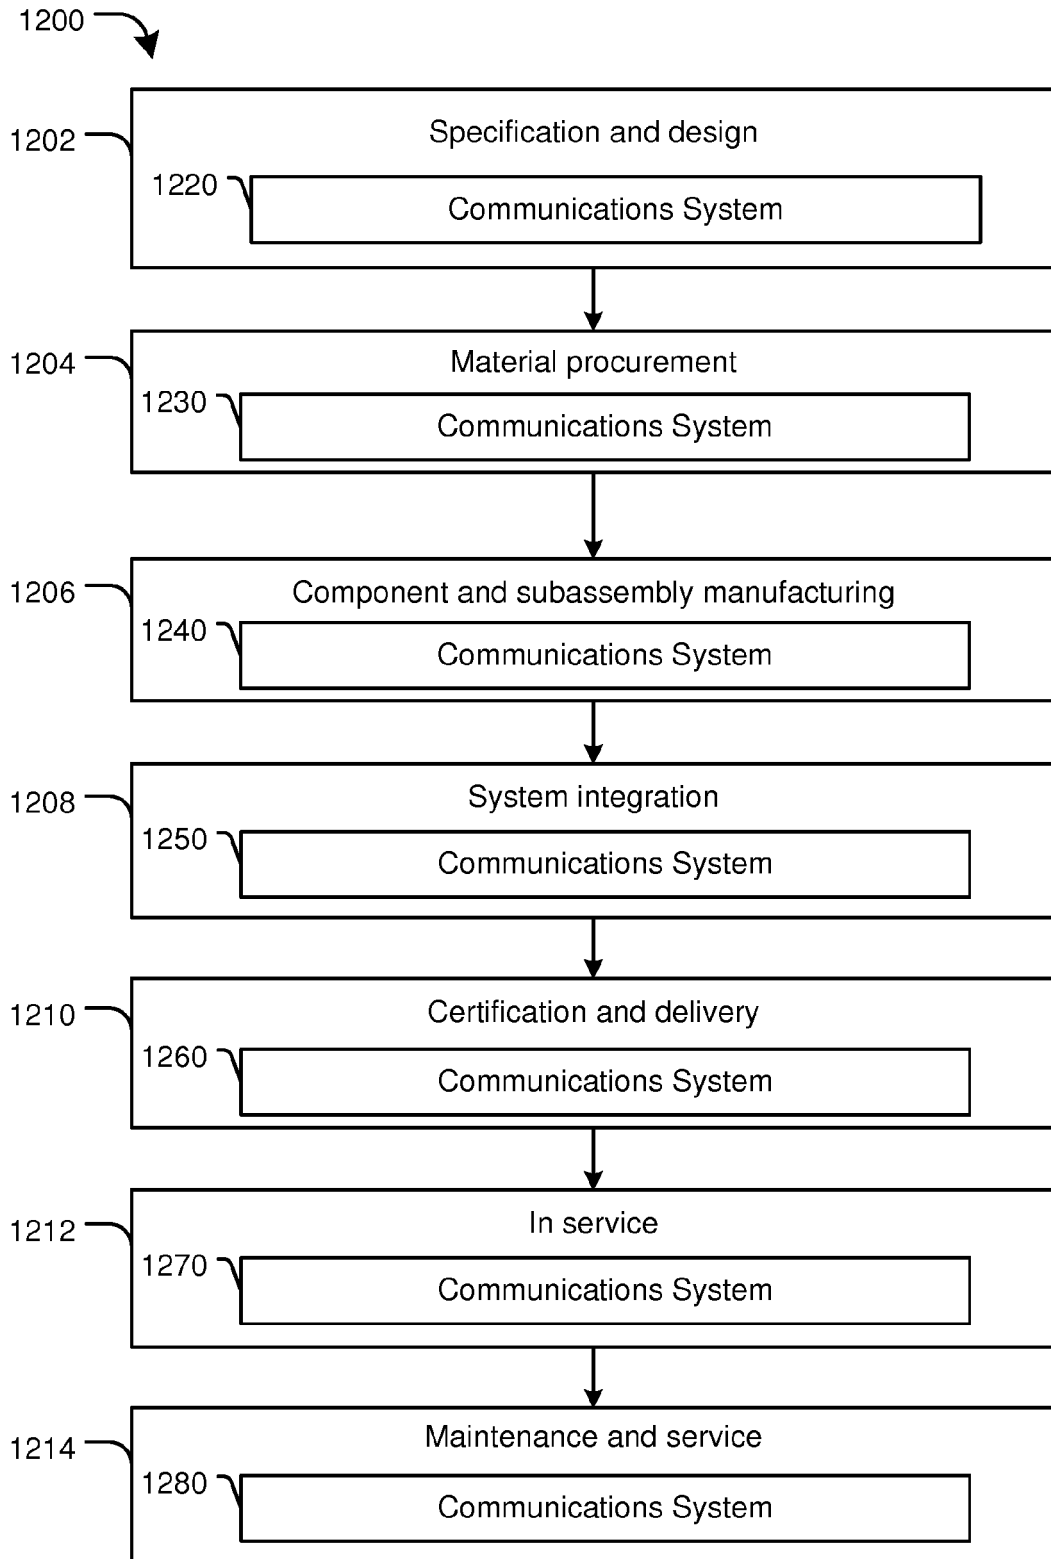 1200
1202
Specification and design
1220
Communications System
1204
Material procurement
1230
Communications System
1206
Component and subassembly manufacturing
1240
Communications System
1208
System integration
1250
Communications System
1210
Certification and delivery
1260
Communications System
1212
In service
1270
Communications System
1214
Maintenance and service
1280
Communications System